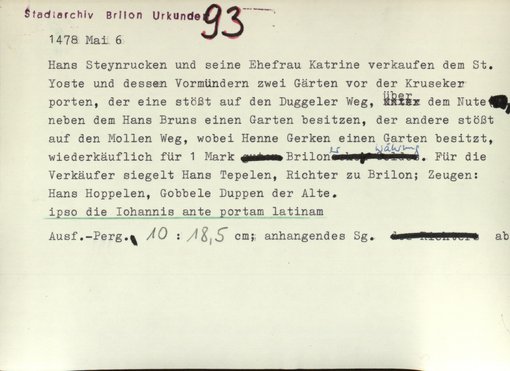 Stadtarchiv Brilon Urkunden 93
1478 Mai 6
Hans Steynrucken und seine Ehefrau Katrine verkaufen dem St.
Yoste und dessen Vormündern zwei Gärten vor der Kruseker
porten, der eine stößt auf den Duggeler Weg, über dem Nute
neben dem Hans Bruns einen Garten besitzen, der andere stößt
auf den Mollen Weg, wobei Henne Gerken einen Garten besitzt,
wiederkäuflich für 1 Mark Briloner Währung. Für die
Verkäufer siegelt Hans Tepelen, Richter zu Brilon; Zeugen:
Hans Hoppelen, Gobbele Duppen der Alte.
ipso die Iohannis ante portam latinam
Ausf.-Perg. 10 : 18,5 cm; anhangendes Sg. ab